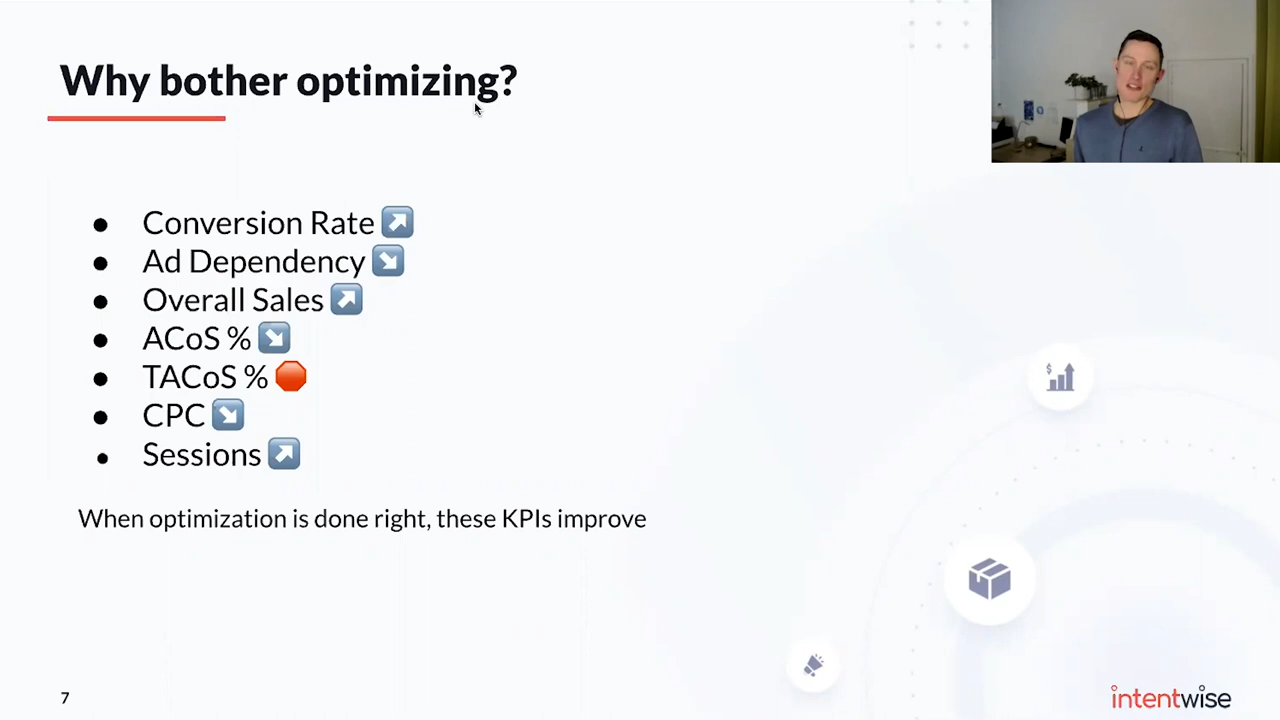 Why bother optimizing?
Conversion Rate ↗️
Ad Dependency ↘️
Overall Sales ↗️
ACoS % ↘️
TACoS % 🛑
CPC ↘️
Sessions ↗️
When optimization is done right, these KPIs improve
7
intentwise